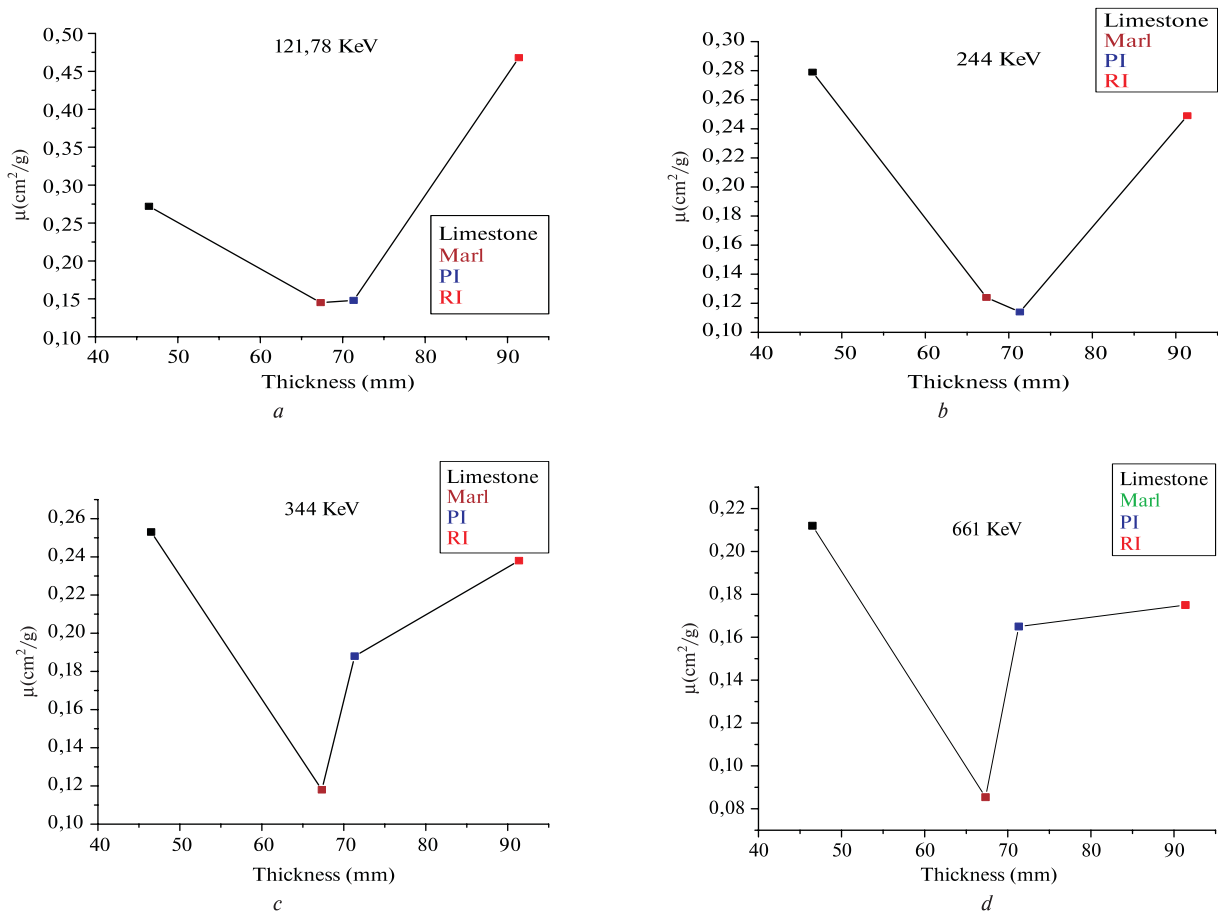 121,78 KeV
0,50
0,45
0,40
0,35
0,30
0,25
0,20
0,15
0,10
μ(cm²/g)
40 50 60 70 80 90
Thickness (mm)
Limestone
Marl
PI
RI
a
244 KeV
0,30
0,28
0,26
0,24
0,22
0,20
0,18
0,16
0,14
0,12
0,10
μ(cm²/g)
40 50 60 70 80 90
Thickness (mm)
Limestone
Marl
PI
RI
b
344 KeV
0,26
0,24
0,22
0,20
0,18
0,16
0,14
0,12
0,10
μ(cm²/g)
40 50 60 70 80 90
Thickness (mm)
Limestone
Marl
PI
RI
c
661 KeV
0,22
0,20
0,18
0,16
0,14
0,12
0,10
0,08
μ(cm²/g)
40 50 60 70 80 90
Thickness (mm)
Limestone
Marl
PI
RI
d